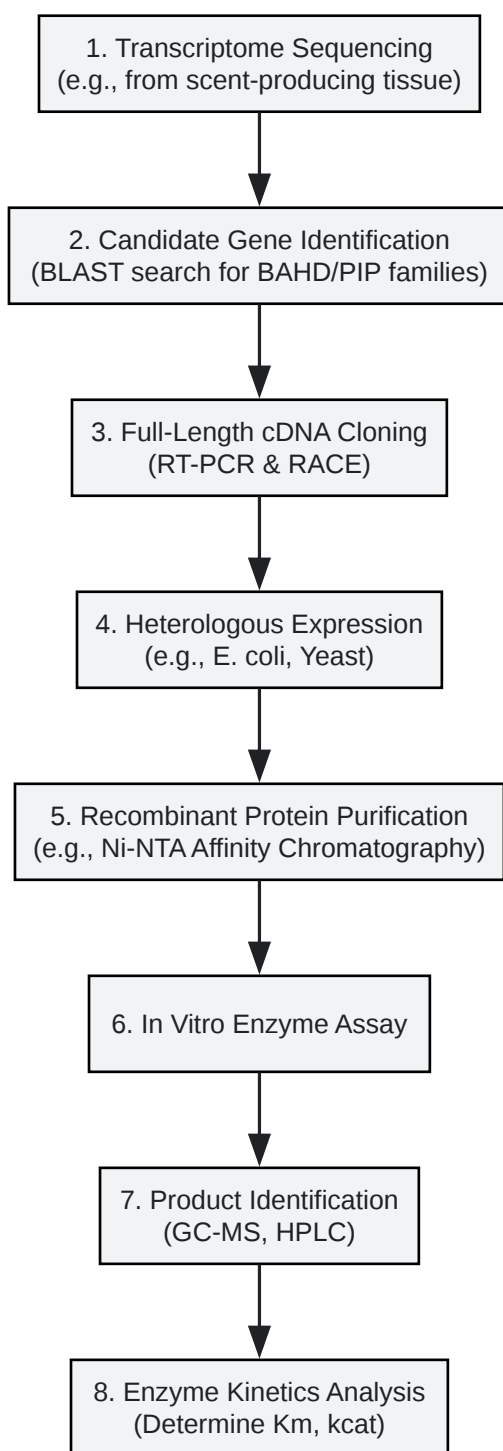 1. Transcriptome Sequencing
(e.g., from scent-producing tissue)
2. Candidate Gene Identification
(BLAST search for BAHD/PIP families)
3. Full-Length cDNA Cloning
(RT-PCR & RACE)
4. Heterologous Expression
(e.g., E. coli, Yeast)
5. Recombinant Protein Purification
(e.g., Ni-NTA Affinity Chromatography)
6. In Vitro Enzyme Assay
7. Product Identification
(GC-MS, HPLC)
8. Enzyme Kinetics Analysis
(Determine Km, kcat)